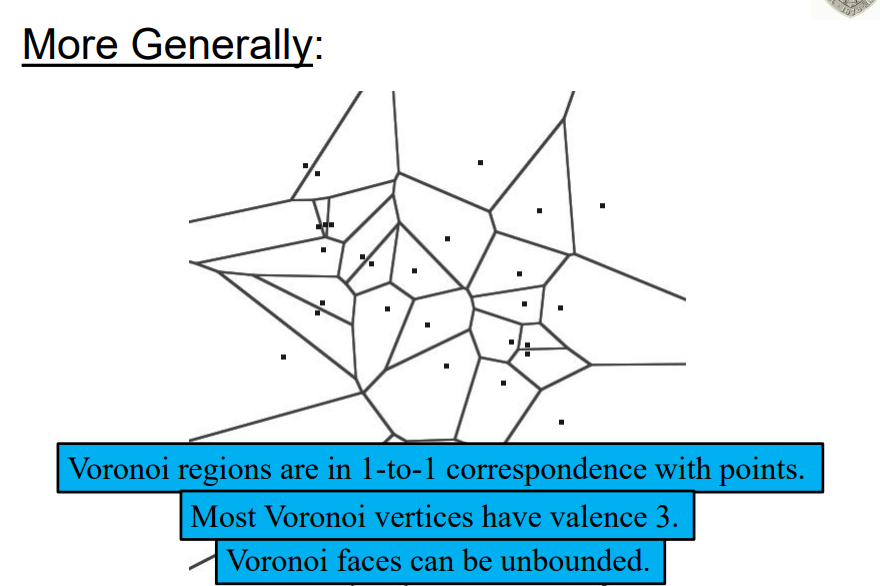 More Generally:
Voronoi regions are in 1-to-1 correspondence with points.
Most Voronoi vertices have valence 3.
Voronoi faces can be unbounded.